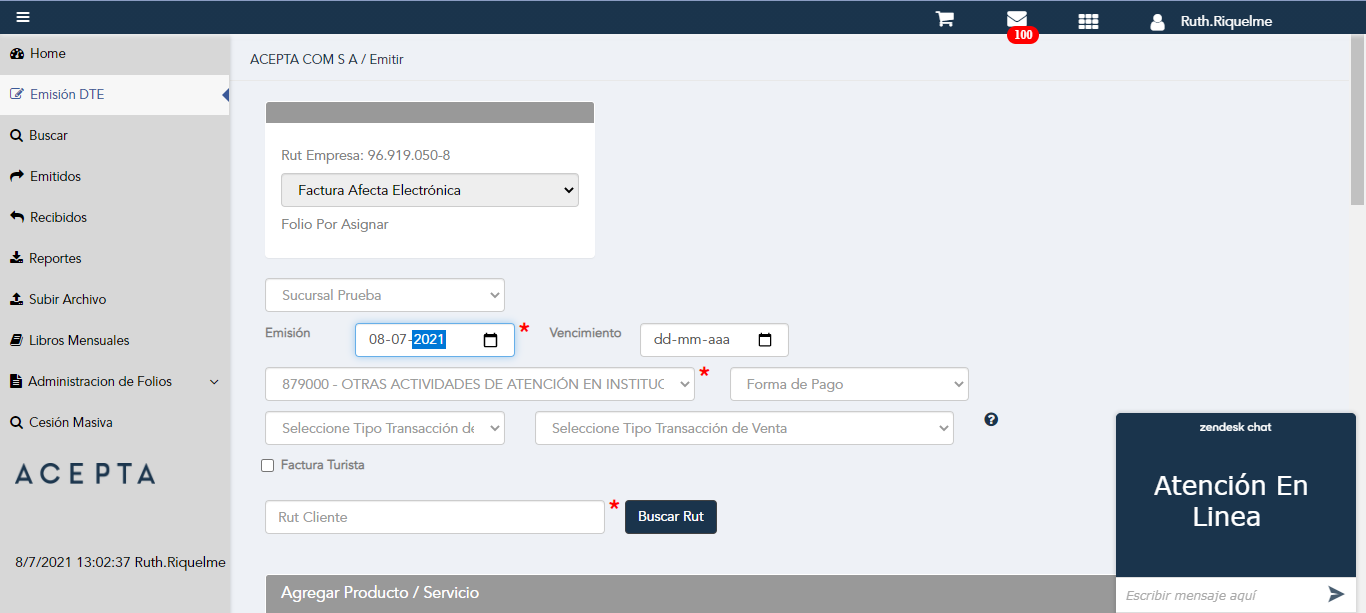 100
Ruth.Riquelme
Home
Emisión DTE
Buscar
Emitidos
Recibidos
Reportes
Subir Archivo
Libros Mensuales
Administracion de Folios
Cesión Masiva
ACEPTA
8/7/2021 13:02:37 Ruth.Riquelme
ACEPTA COM S A / Emitir
Rut Empresa: 96.919.050-8
Factura Afecta Electrónica
Folio Por Asignar
Sucursal Prueba
Emisión 08-07-2021 * Vencimiento dd-mm-aaa
879000 - OTRAS ACTIVIDADES DE ATENCIÓN EN INSTITUC * Forma de Pago
Seleccione Tipo Transacción de Seleccione Tipo Transacción de Venta ?
Factura Turista
Rut Cliente * Buscar Rut
Agregar Producto / Servicio
zendesk chat
Atención En
Linea
Escribir mensaje aquí